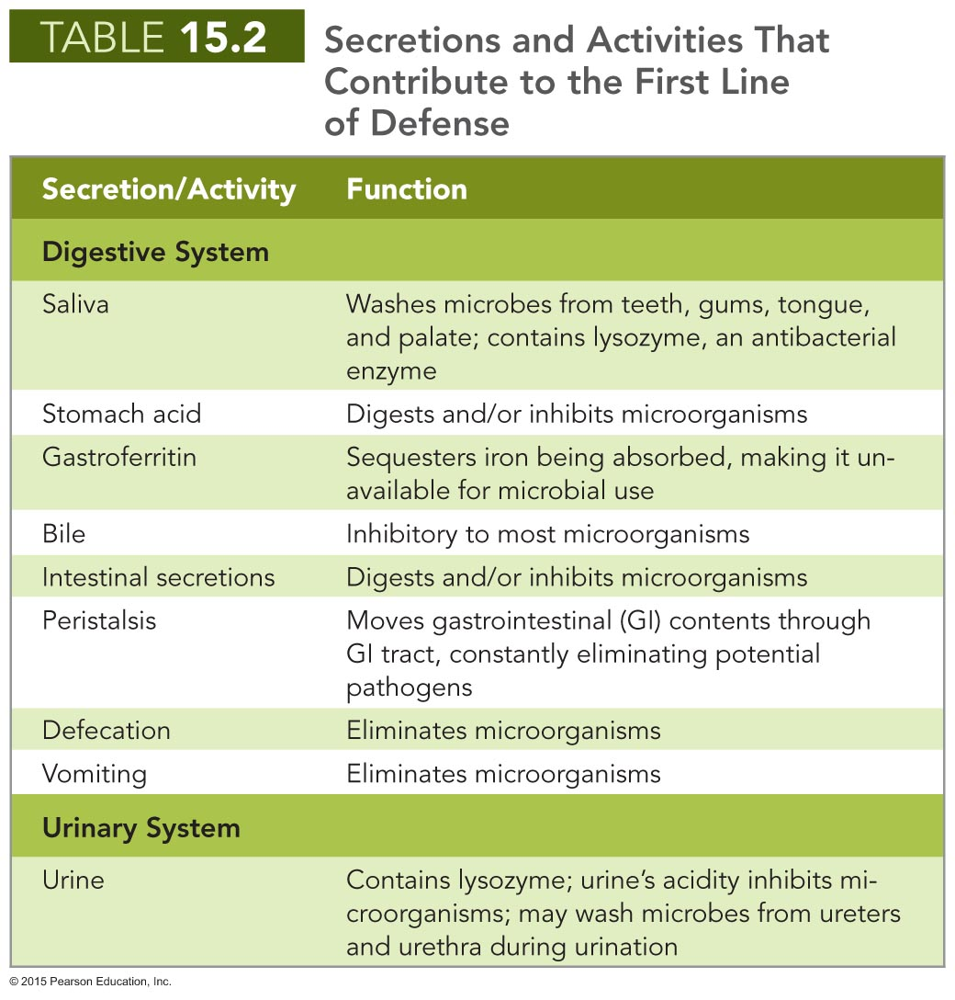 TABLE 15.2
Secretions and Activities That
Contribute to the First Line
of Defense
Secretion/Activity Function
Digestive System
Saliva Washes microbes from teeth, gums, tongue,
and palate; contains lysozyme, an antibacterial
enzyme
Stomach acid Digests and/or inhibits microorganisms
Gastroferritin Sequesters iron being absorbed, making it un-
available for microbial use
Bile Inhibitory to most microorganisms
Intestinal secretions Digests and/or inhibits microorganisms
Peristalsis Moves gastrointestinal (GI) contents through
GI tract, constantly eliminating potential
pathogens
Defecation Eliminates microorganisms
Vomiting Eliminates microorganisms
Urinary System
Urine Contains lysozyme; urine’s acidity inhibits mi-
croorganisms; may wash microbes from ureters
and urethra during urination
© 2015 Pearson Education, Inc.